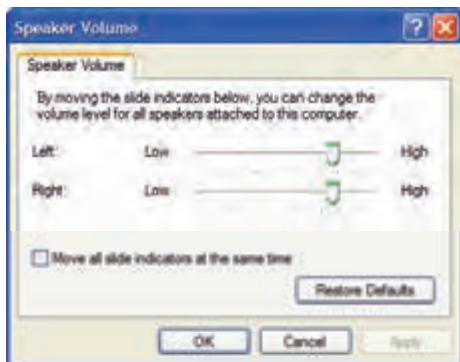 Speaker Volume
Speaker Volume
By moving the slide indicators below, you can change the
volume level for all speakers attached to this computer.
Left: Low High
Right: Low High
Move all slide indicators at the same time
Restore Defaults
OK Cancel Apply